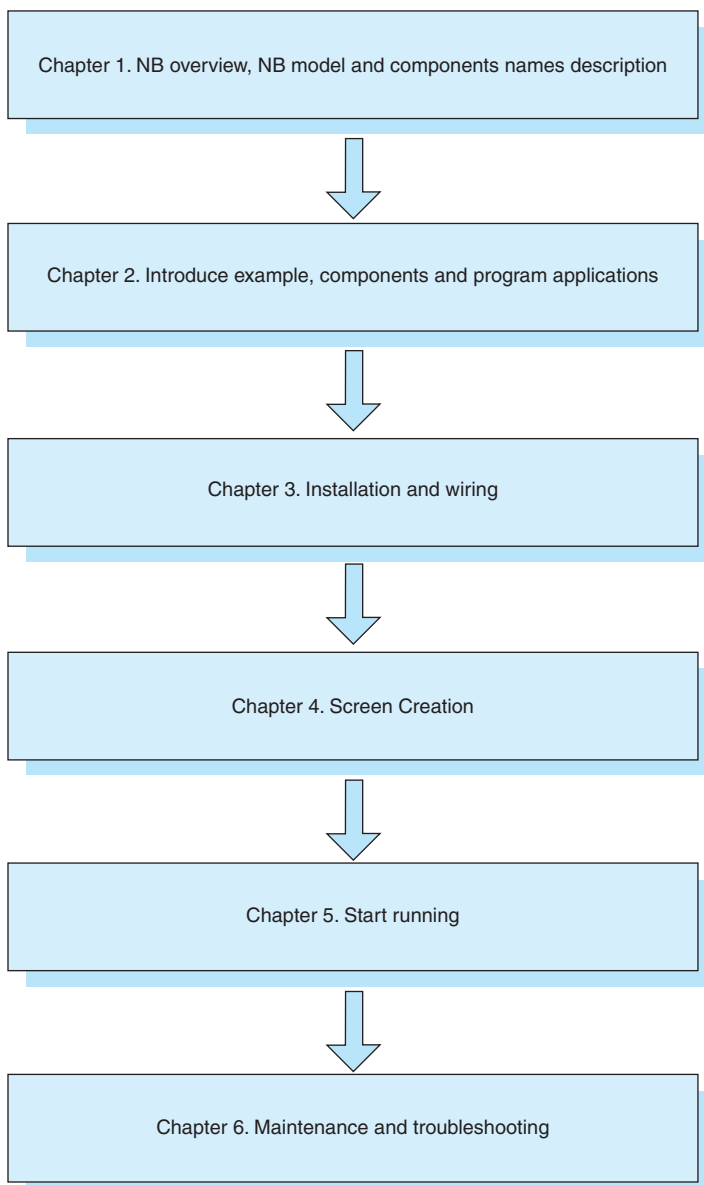 Chapter 1. NB overview, NB model and components names description
Chapter 2. Introduce example, components and program applications
Chapter 3. Installation and wiring
Chapter 4. Screen Creation
Chapter 5. Start running
Chapter 6. Maintenance and troubleshooting